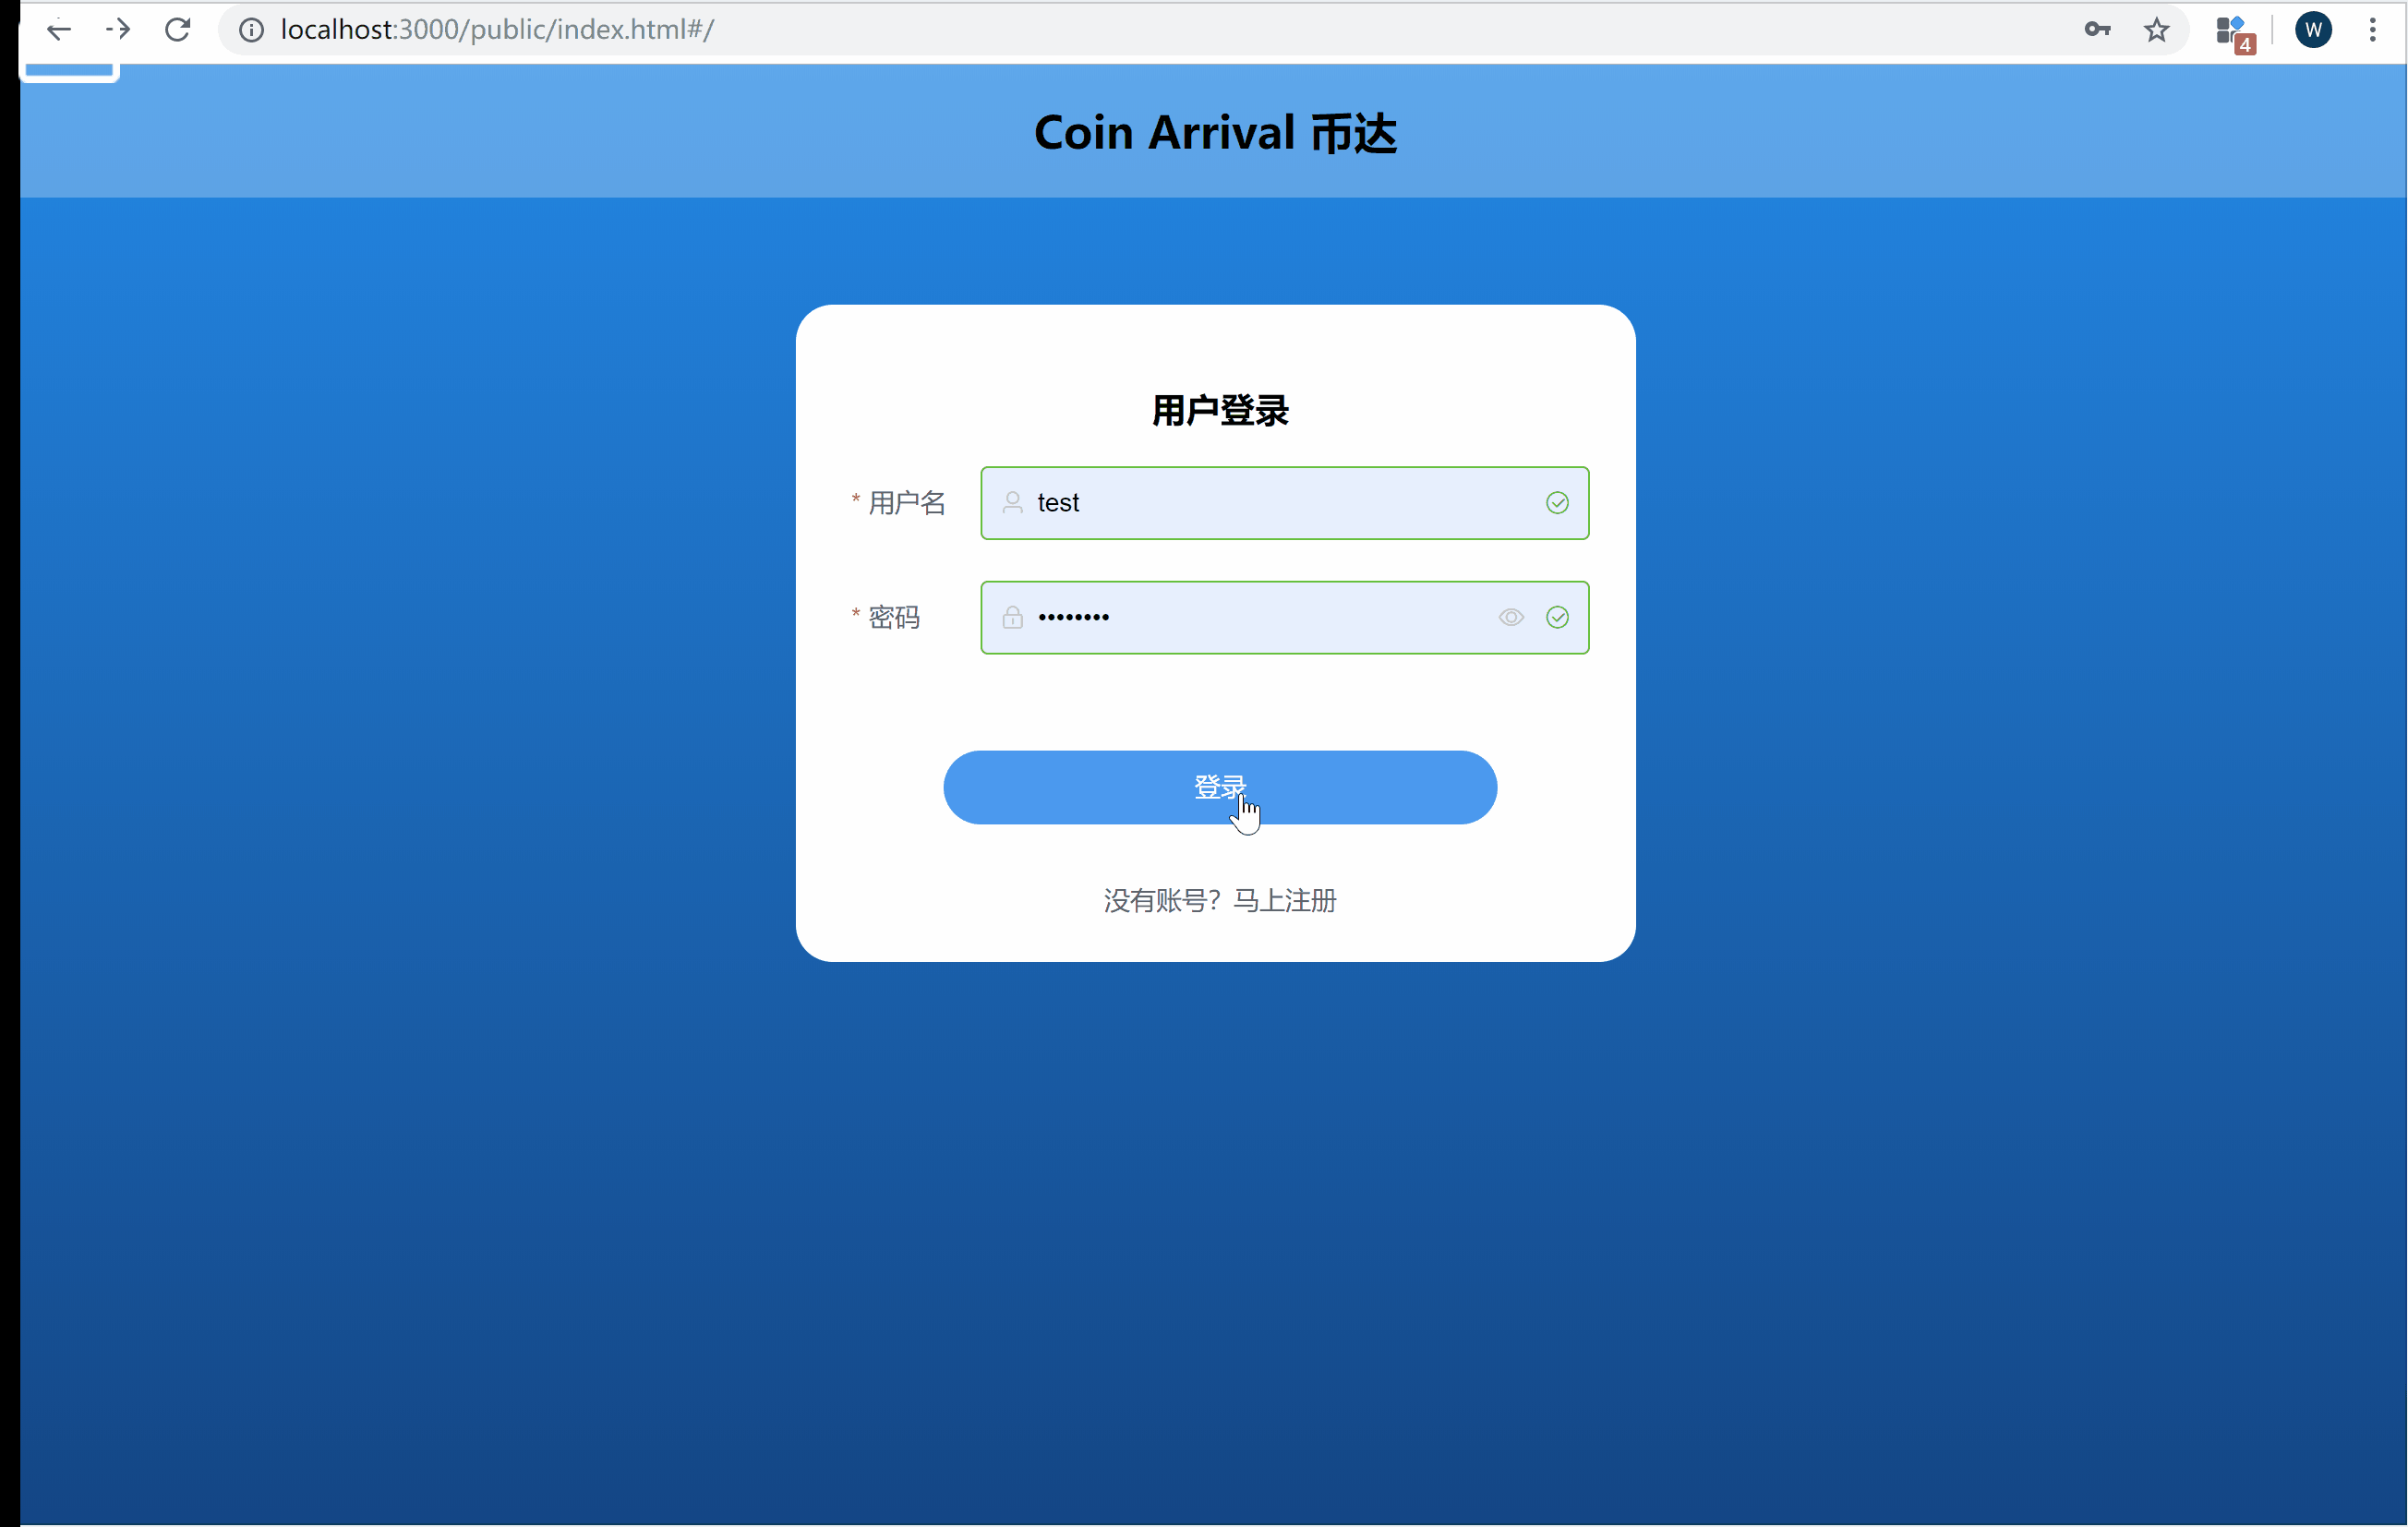 localhost:3000/public/index.html#/
4
W
Coin Arrival 币达
用户登录
* 用户名 test
* 密码 ••••••••
登录
没有账号？马上注册